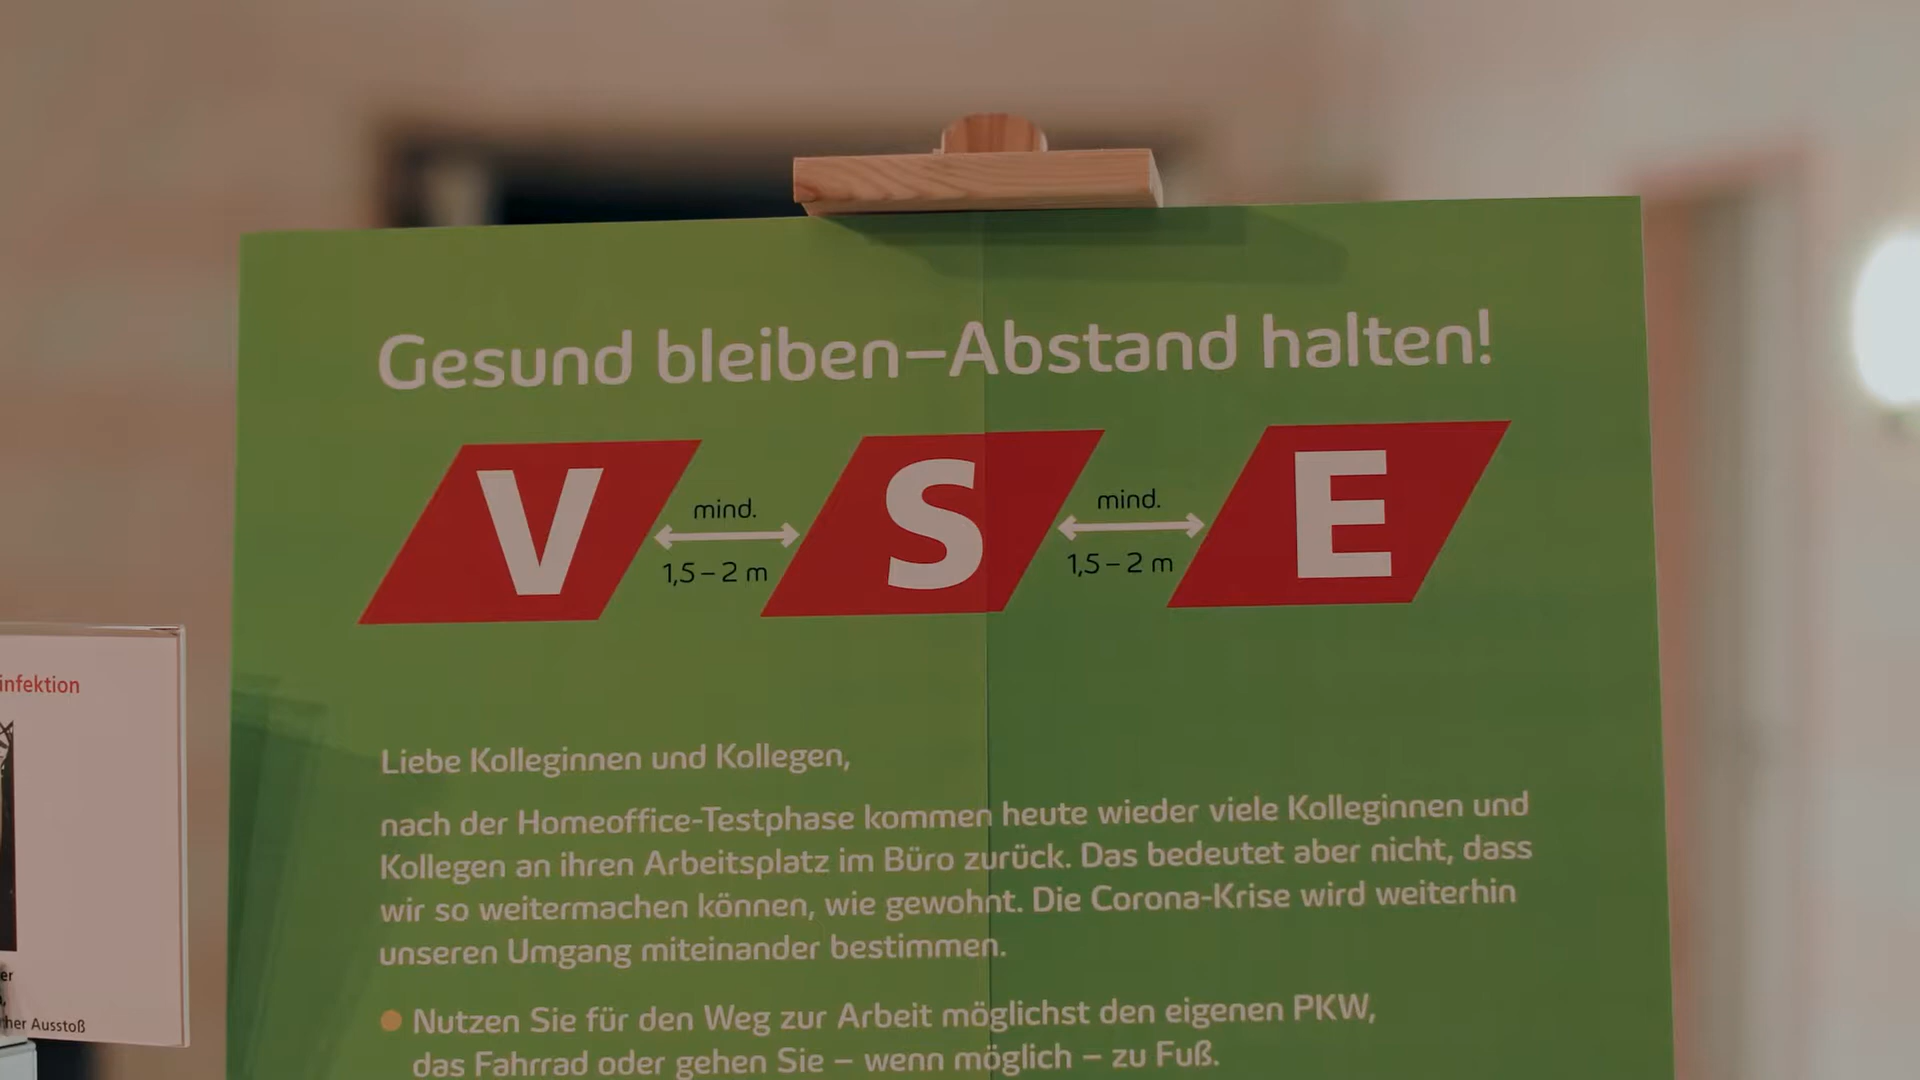 Gesund bleiben–Abstand halten!
V mind. S mind. E
1,5 – 2 m 1,5 – 2 m
Liebe Kolleginnen und Kollegen,
nach der Homeoffice-Testphase kommen heute wieder viele Kolleginnen und
Kollegen an ihren Arbeitsplatz im Büro zurück. Das bedeutet aber nicht, dass
wir so weitermachen können, wie gewohnt. Die Corona-Krise wird weiterhin
unseren Umgang miteinander bestimmen.
Nutzen Sie für den Weg zur Arbeit möglichst den eigenen PKW,
das Fahrrad oder gehen Sie – wenn möglich – zu Fuß.
infektion
er
her Ausstoß